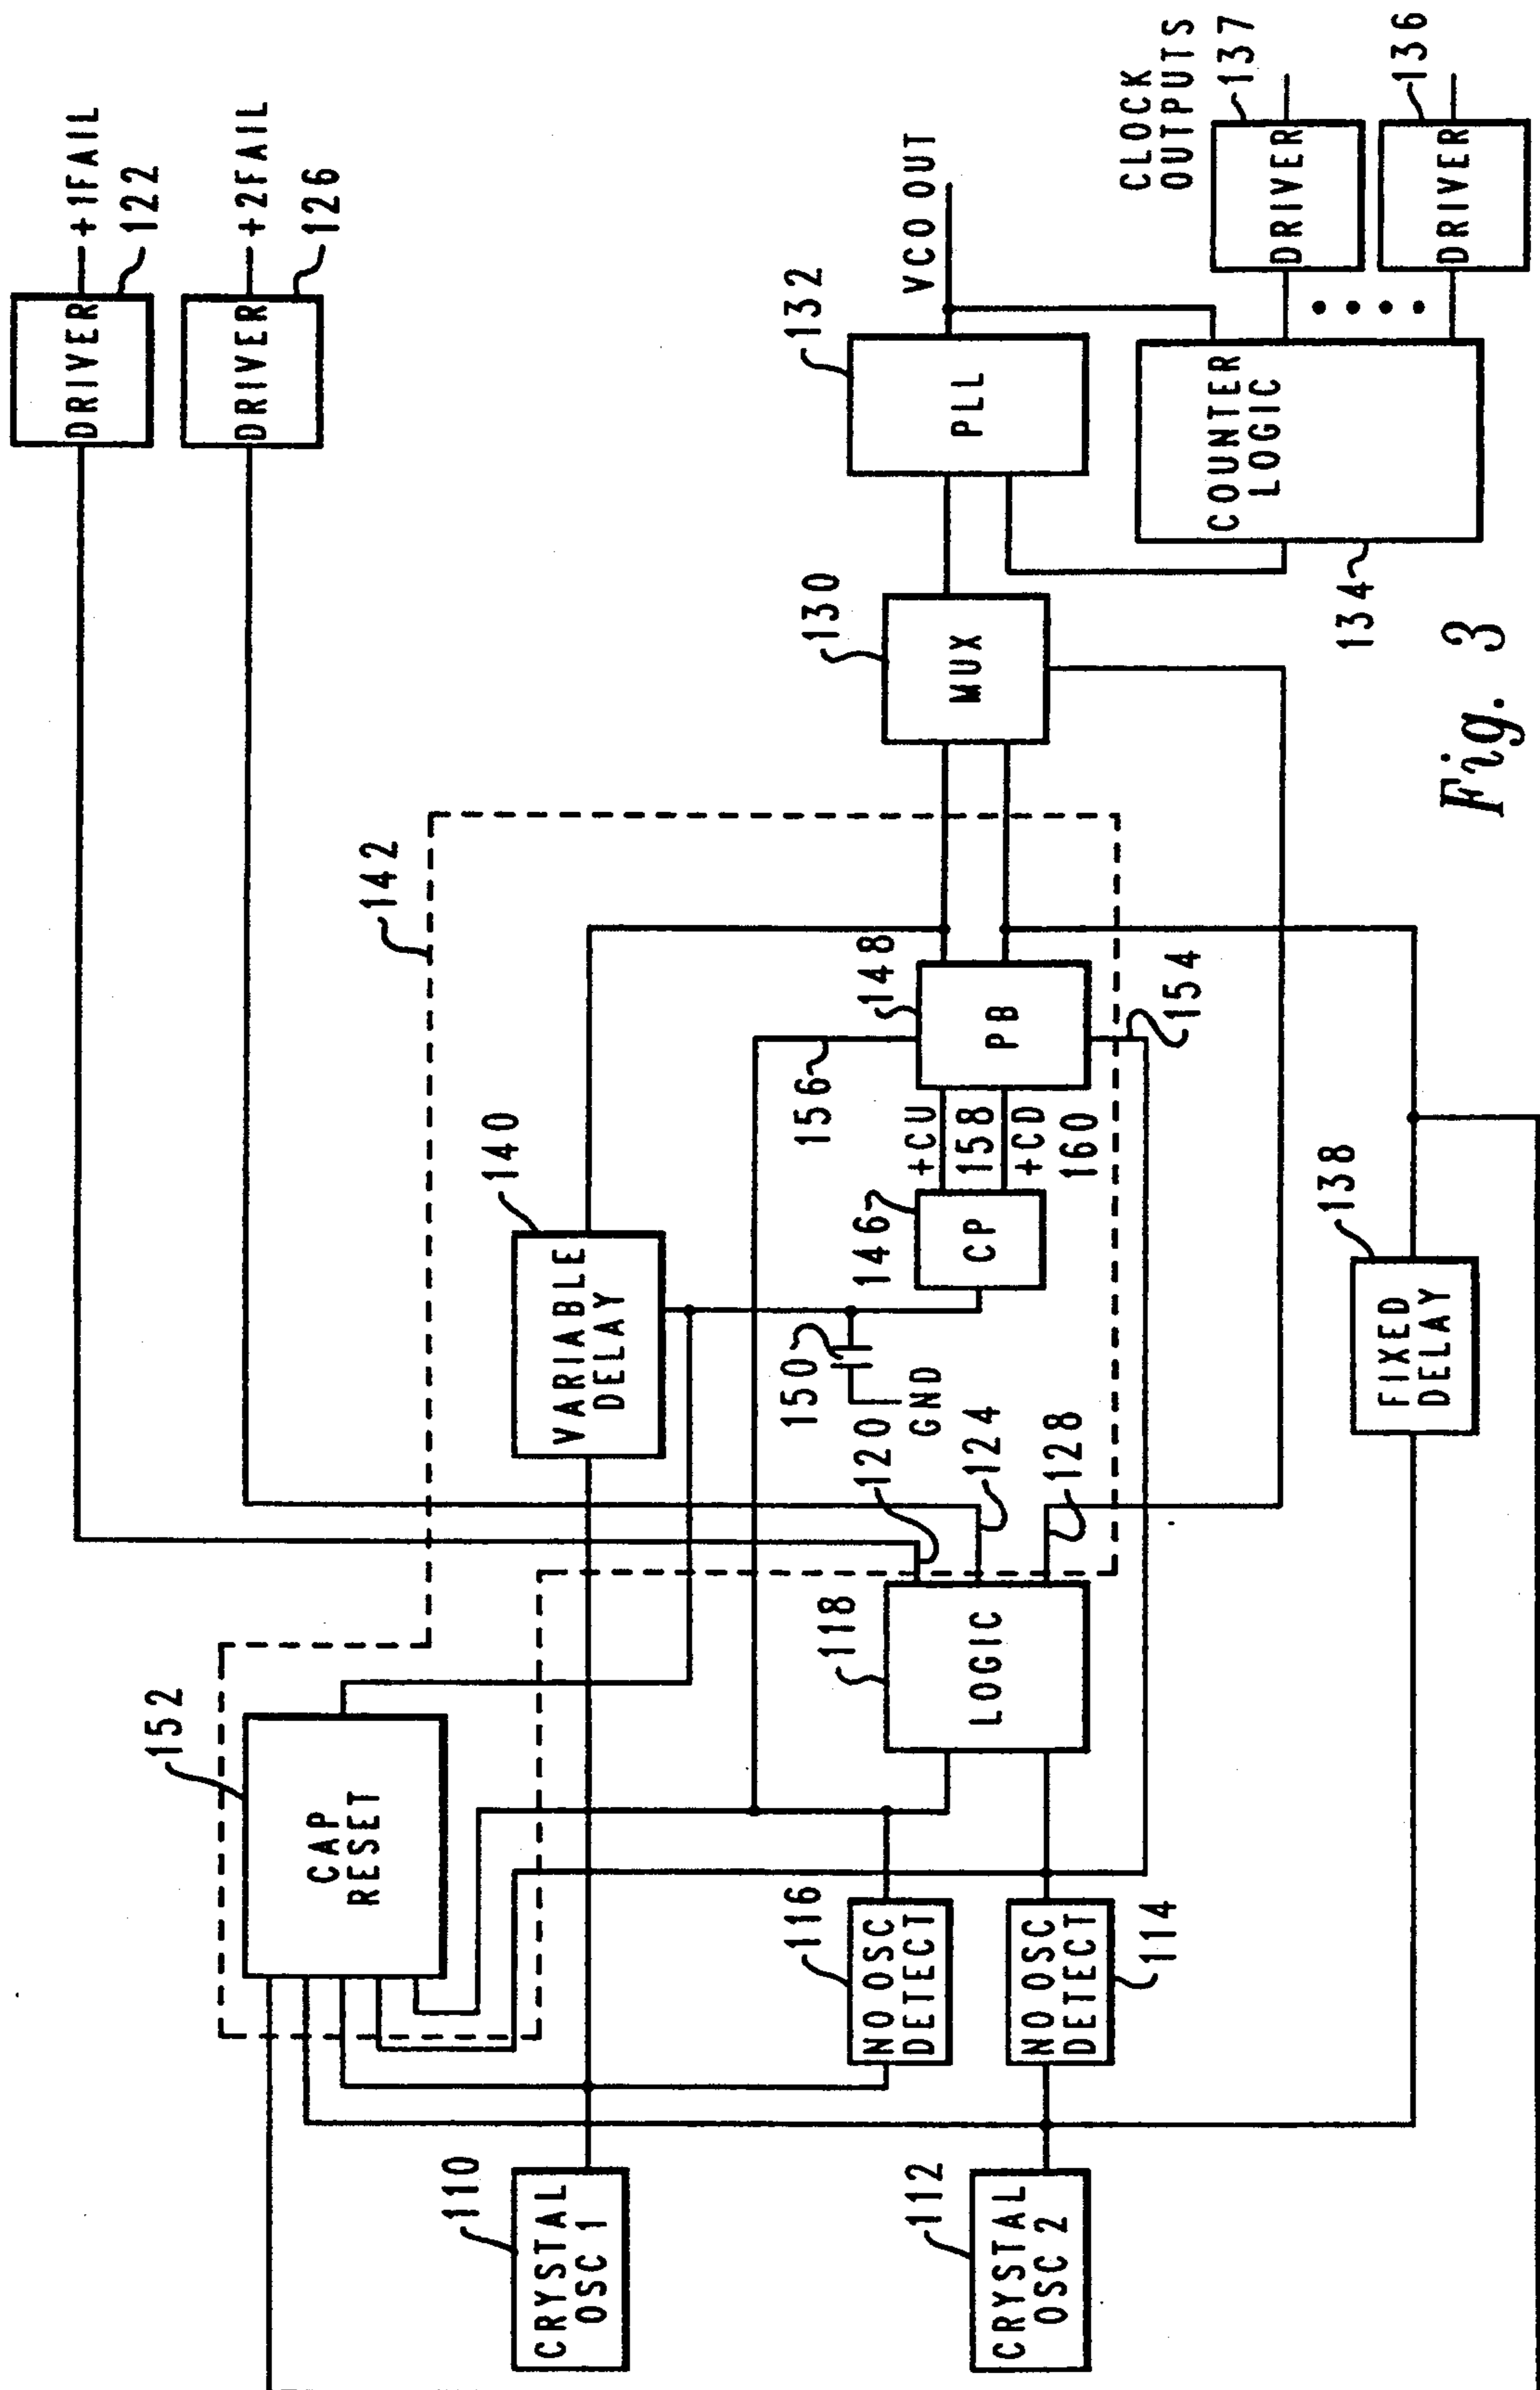 DRIVER
+1FAIL
122
DRIVER
+2FAIL
126
152
CAP
RESET
142
140
VARIABLE
DELAY
110
CRYSTAL
OSC 1
112
CRYSTAL
OSC 2
116
NO OSC
DETECT
NO OSC
DETECT
114
118
LOGIC
120
124
128
150
GND
146
CP
+CU
158
+CD
160
156
148
PB
154
138
FIXED
DELAY
130
MUX
132
PLL
VCO OUT
COUNTER
LOGIC
134
CLOCK
OUTPUTS
DRIVER
137
DRIVER
136
Fig. 3